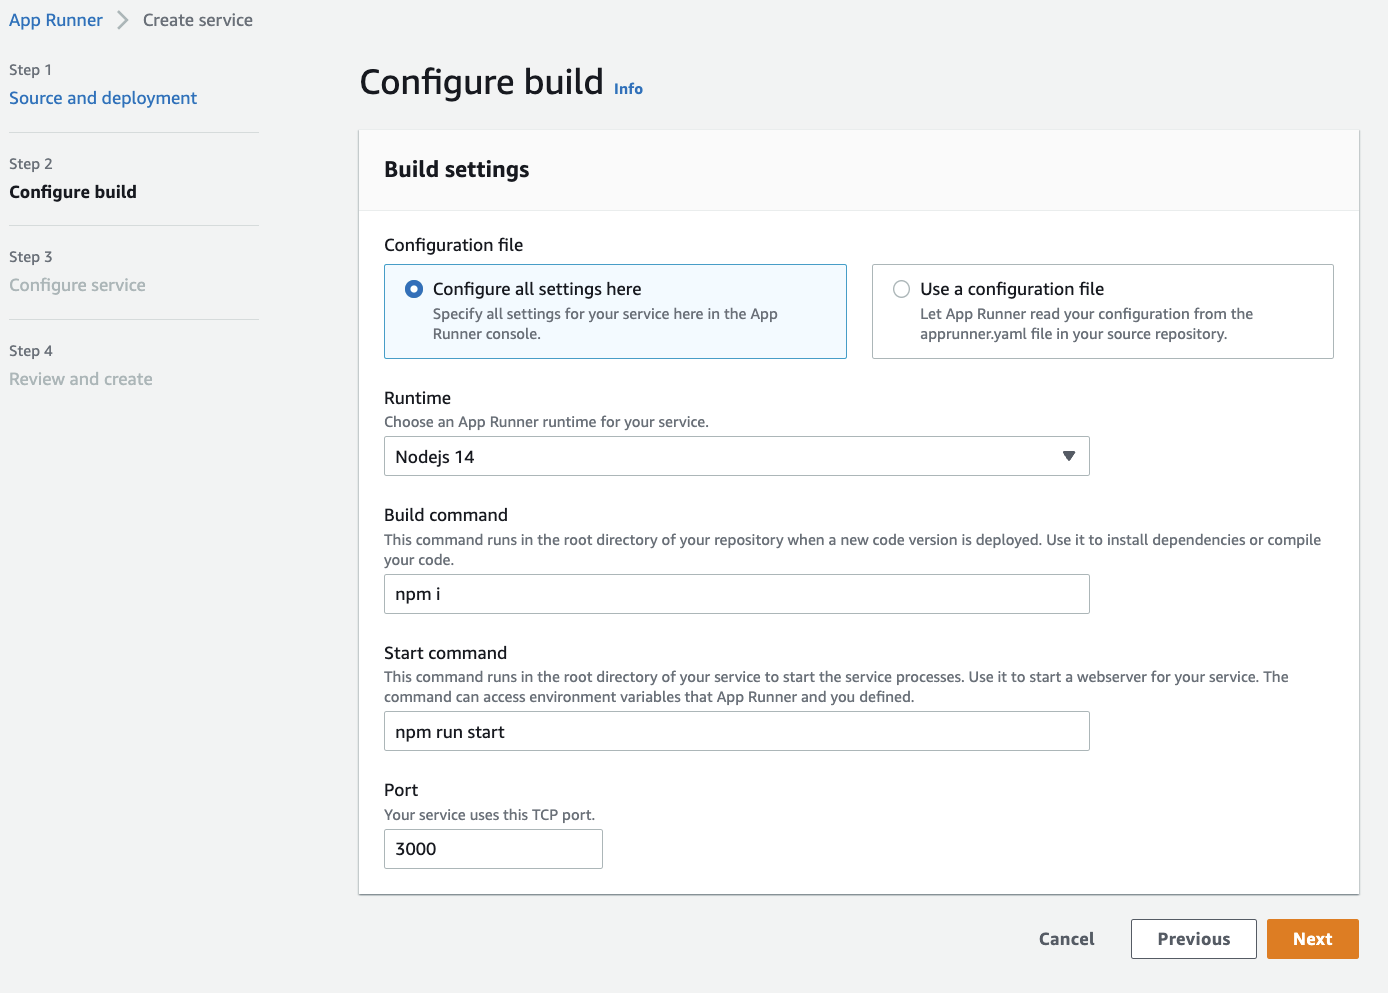 App Runner
Create service
Step 1
Source and deployment
Step 2
Configure build
Step 3
Configure service
Step 4
Review and create
Configure build Info
Build settings
Configuration file
Configure all settings here
Specify all settings for your service here in the App
Runner console.
Use a configuration file
Let App Runner read your configuration from the
apprunner.yaml file in your source repository.
Runtime
Choose an App Runner runtime for your service.
Nodejs 14
Build command
This command runs in the root directory of your repository when a new code version is deployed. Use it to install dependencies or compile
your code.
npm i
Start command
This command runs in the root directory of your service to start the service processes. Use it to start a webserver for your service. The
command can access environment variables that App Runner and you defined.
npm run start
Port
Your service uses this TCP port.
3000
Cancel
Previous
Next